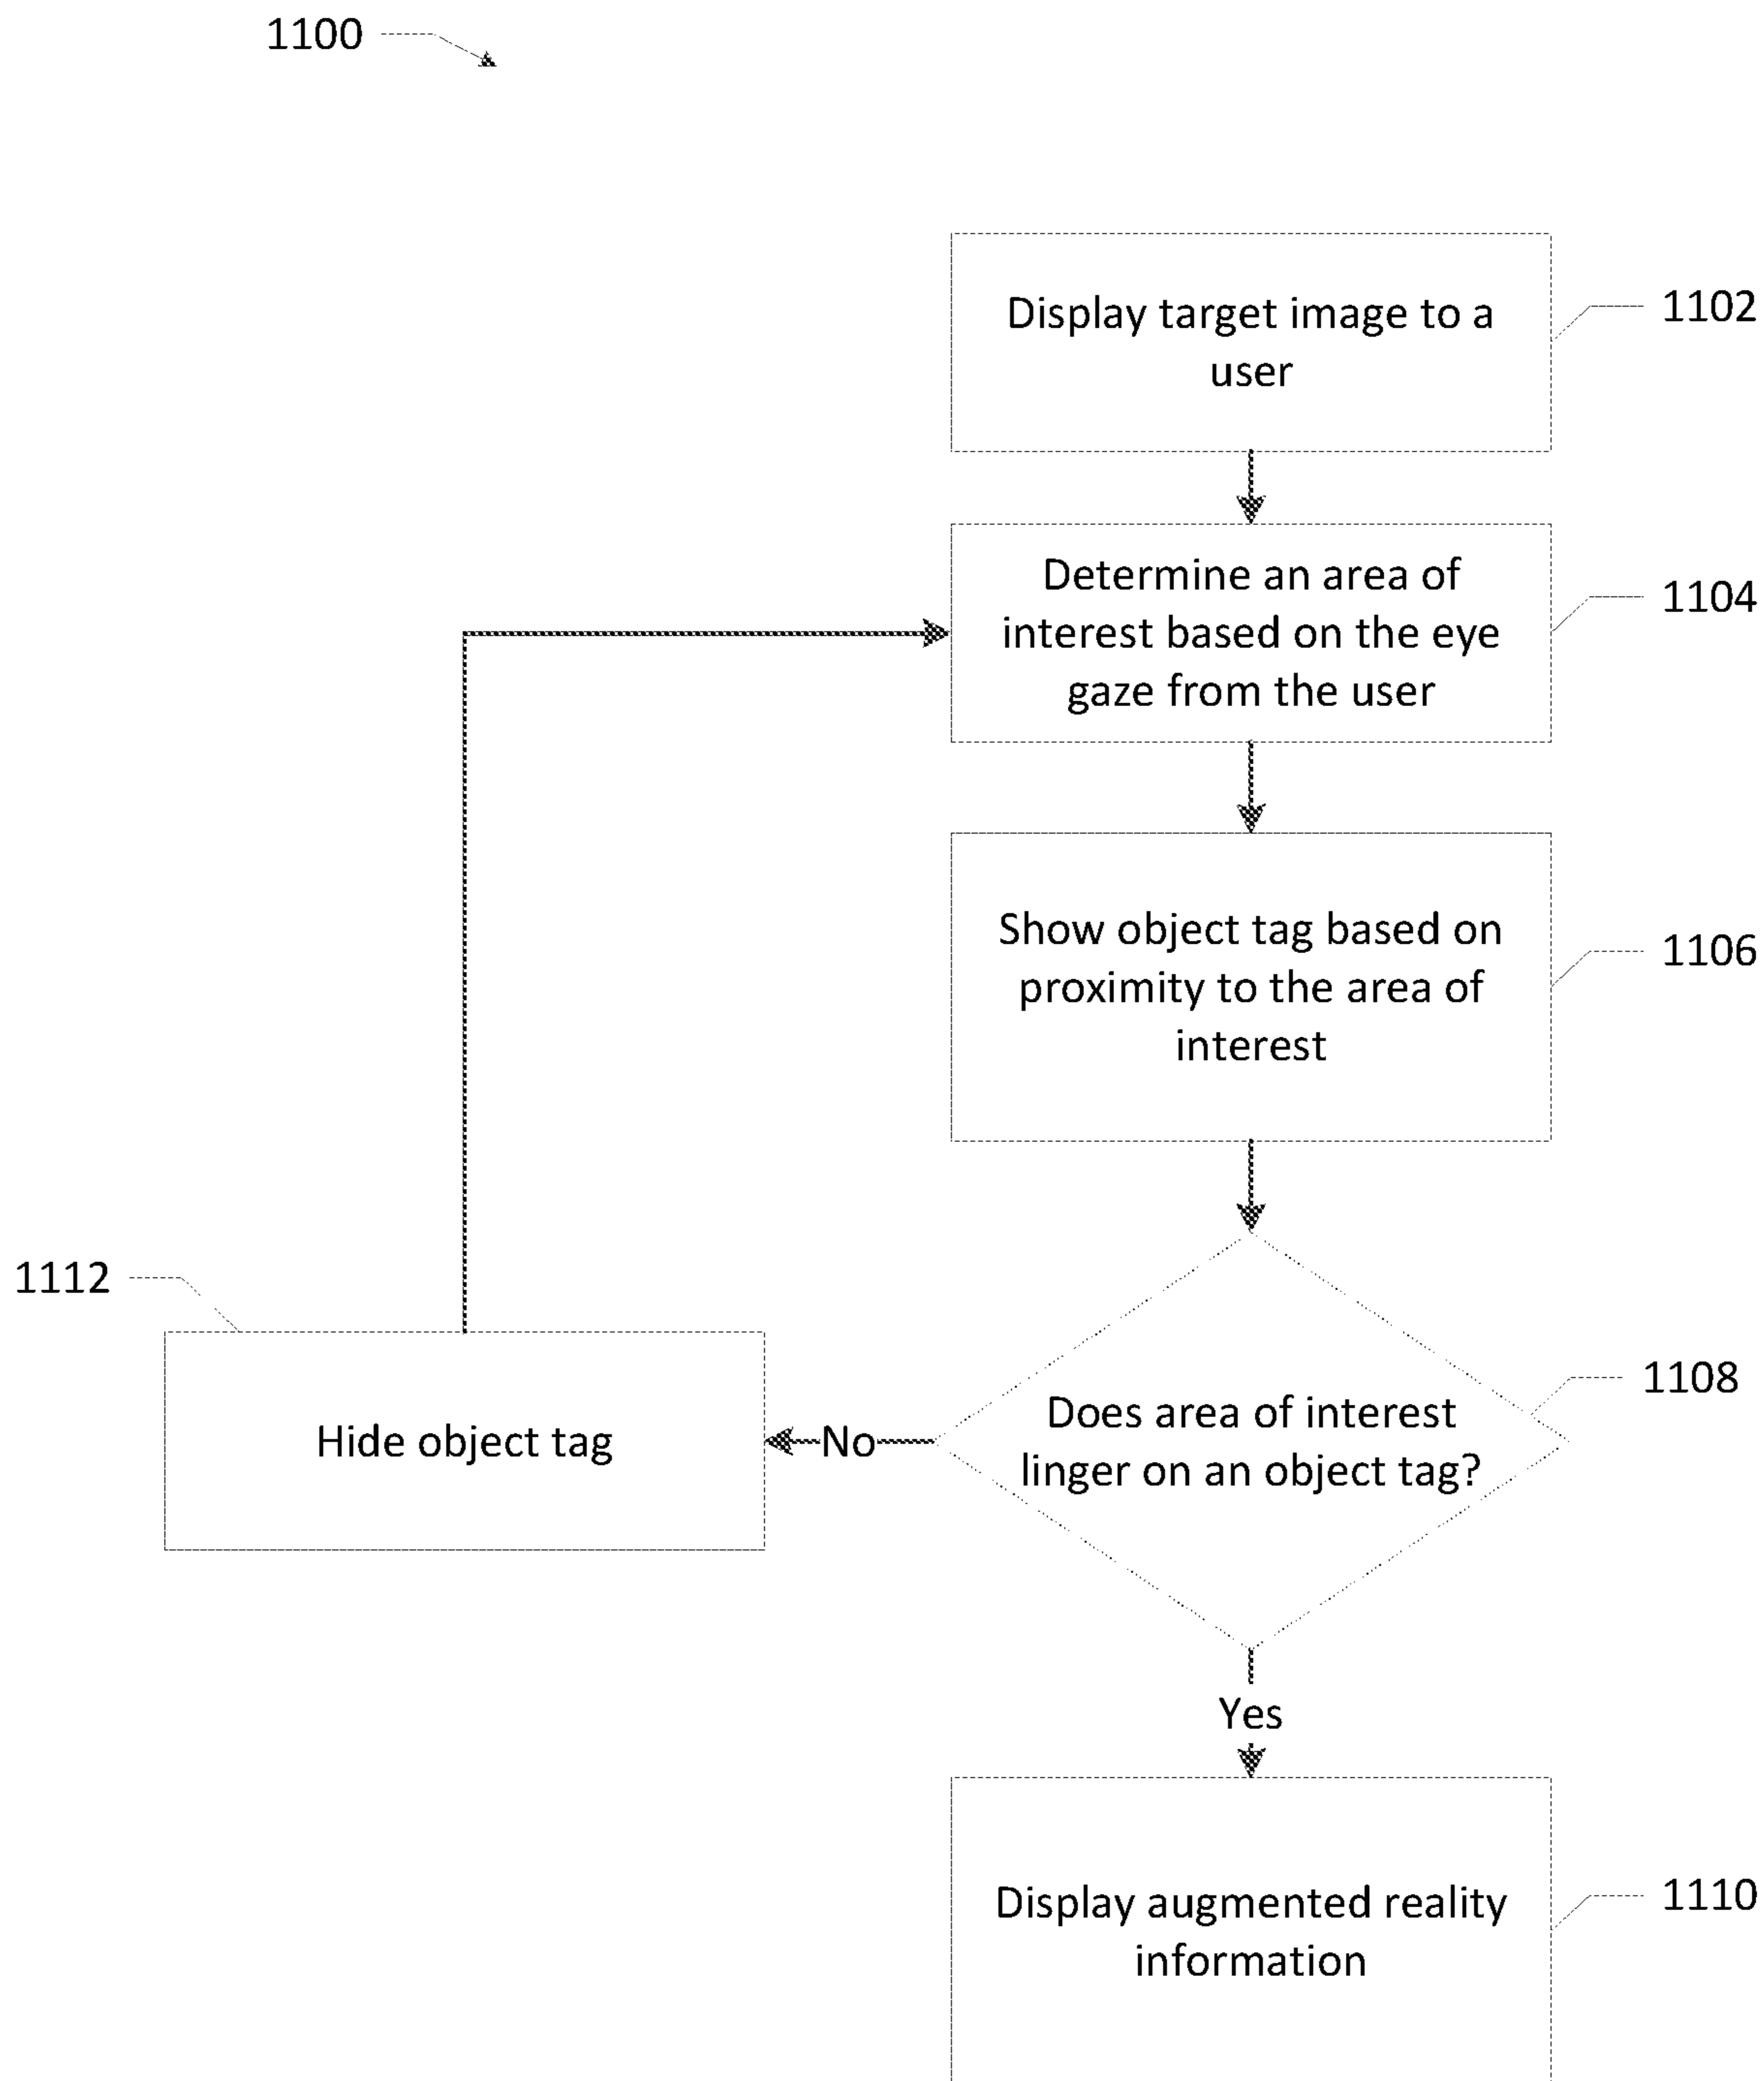 1100
Display target image to a
user
1102
Determine an area of
interest based on the eye
gaze from the user
1104
Show object tag based on
proximity to the area of
interest
1106
1112
Hide object tag
No
Does area of interest
linger on an object tag?
1108
Yes
Display augmented reality
information
1110